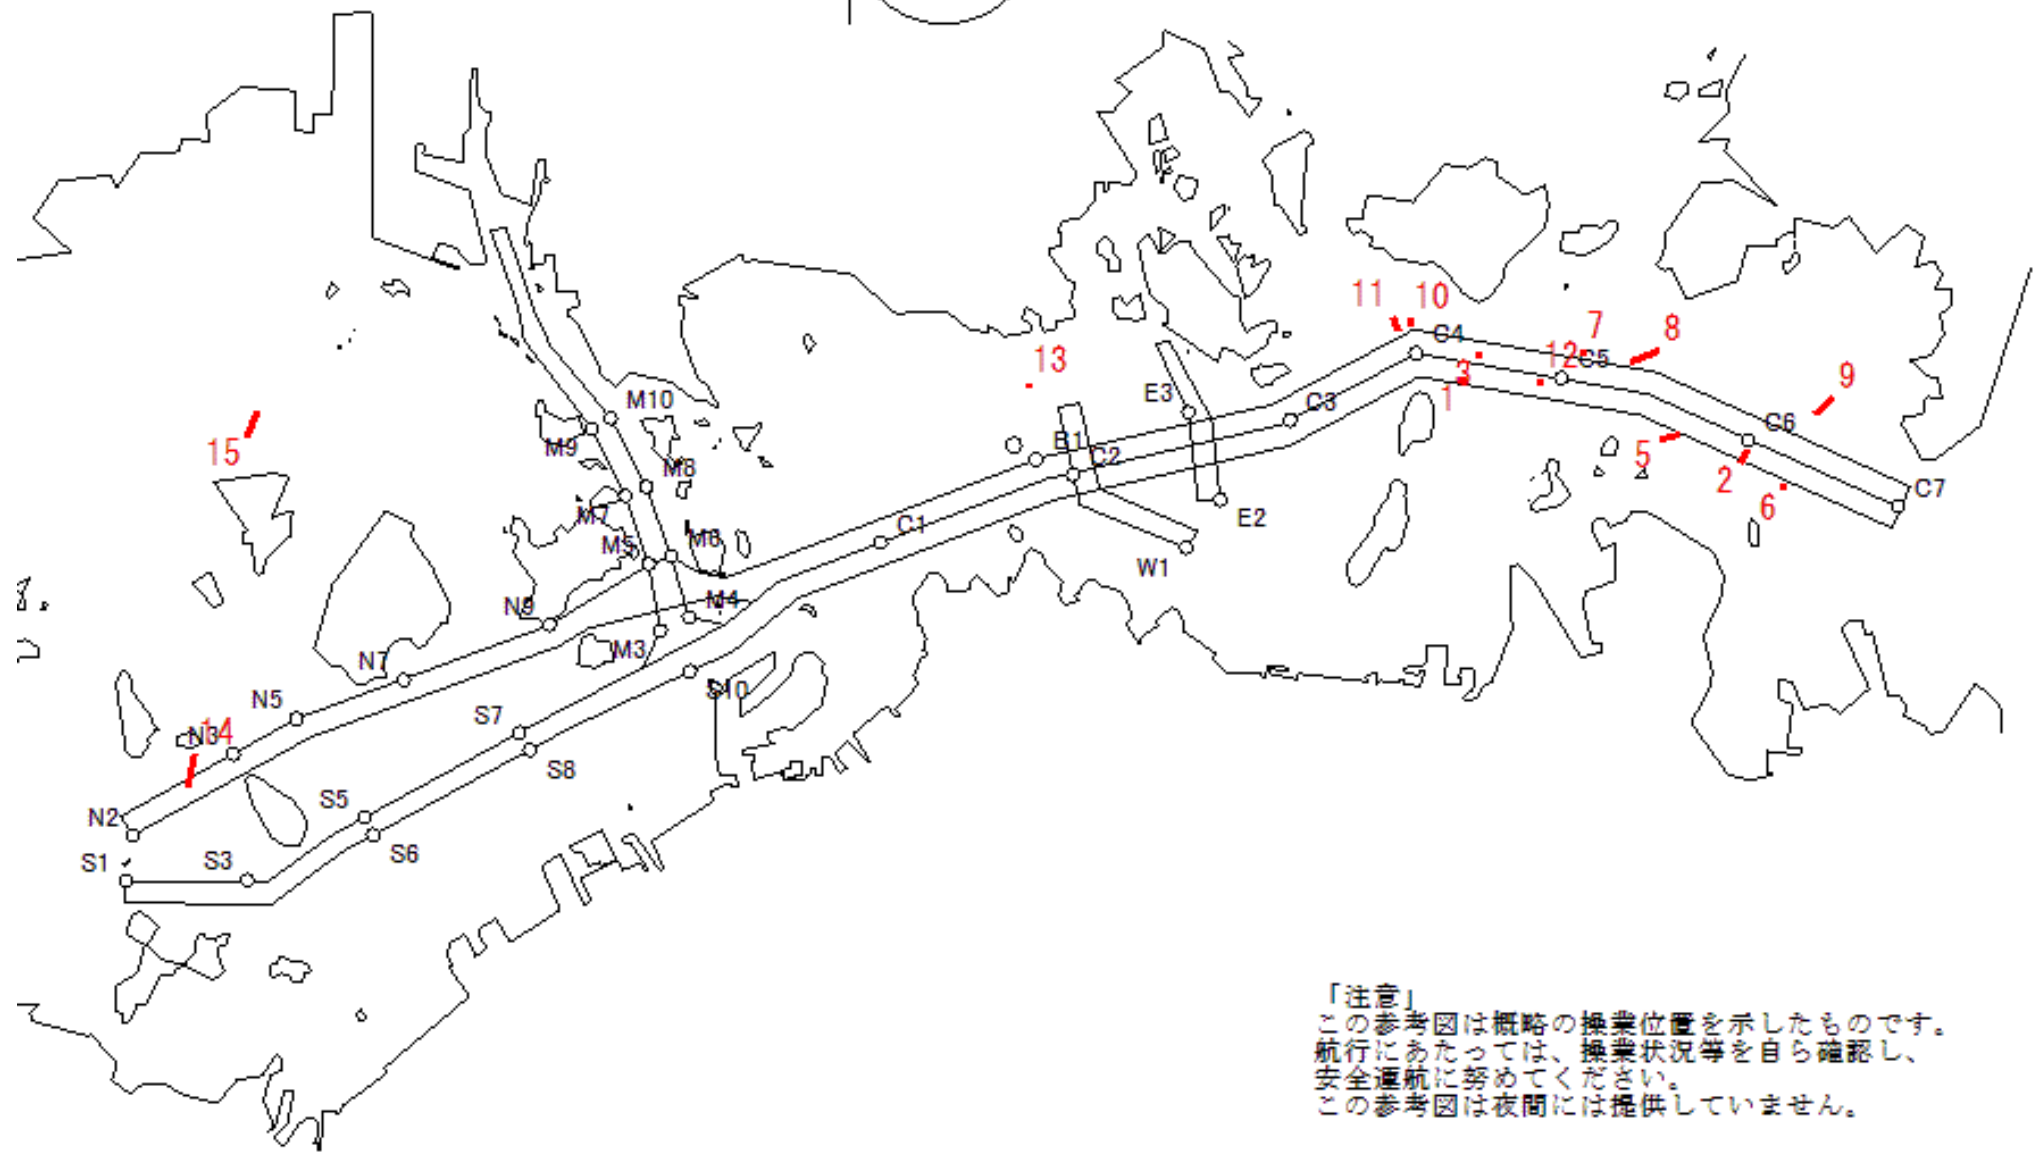 11
10
C4
7
8
13
12
C5
3
1
9
E3
C3
C6
M10
15
M9
B1
C2
5
2
6
C7
M8
M7
E2
C1
M6
M5
W1
N9
M4
M3
N7
N5
S10
N3
14
S7
S8
S5
N2
S6
S1
S3
「注意」
この参考図は概略の操業位置を示したものです。
航行にあたっては、操業状況等を自ら確認し、
安全運航に努めてください。
この参考図は夜間には提供していません。